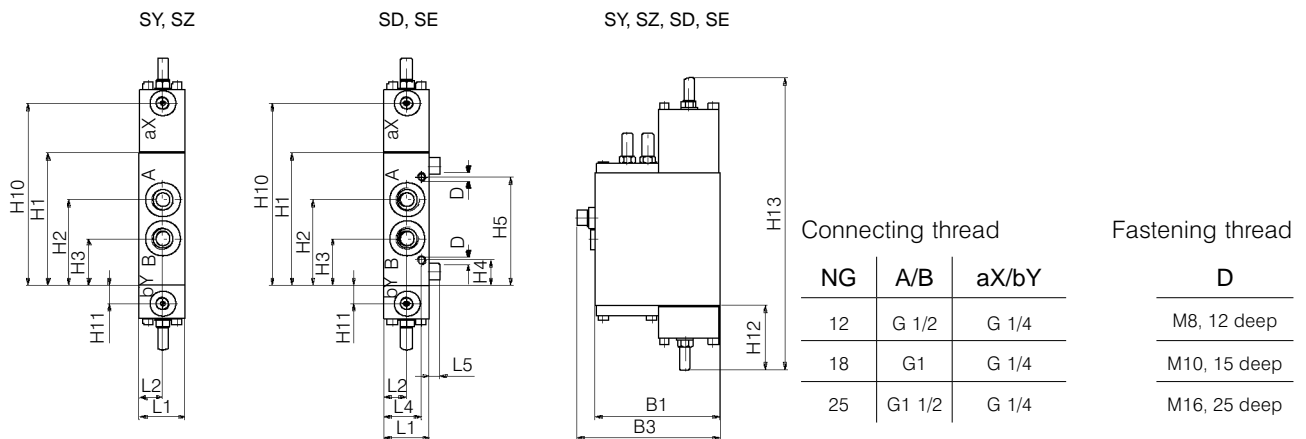 SY, SZ
SD, SE
SY, SZ, SD, SE
H10
H1
H2
H3
H11
aX
A
B
bY
L2
L1
H10
H1
H2
H3
H11
aX
A
B
bY
D
D
H4
H5
L5
L2
L4
L1
H13
H12
B1
B3
Connecting thread
NG A/B aX/bY
12 G 1/2 G 1/4
18 G1 G 1/4
25 G1 1/2 G 1/4
Fastening thread
D
M8, 12 deep
M10, 15 deep
M16, 25 deep